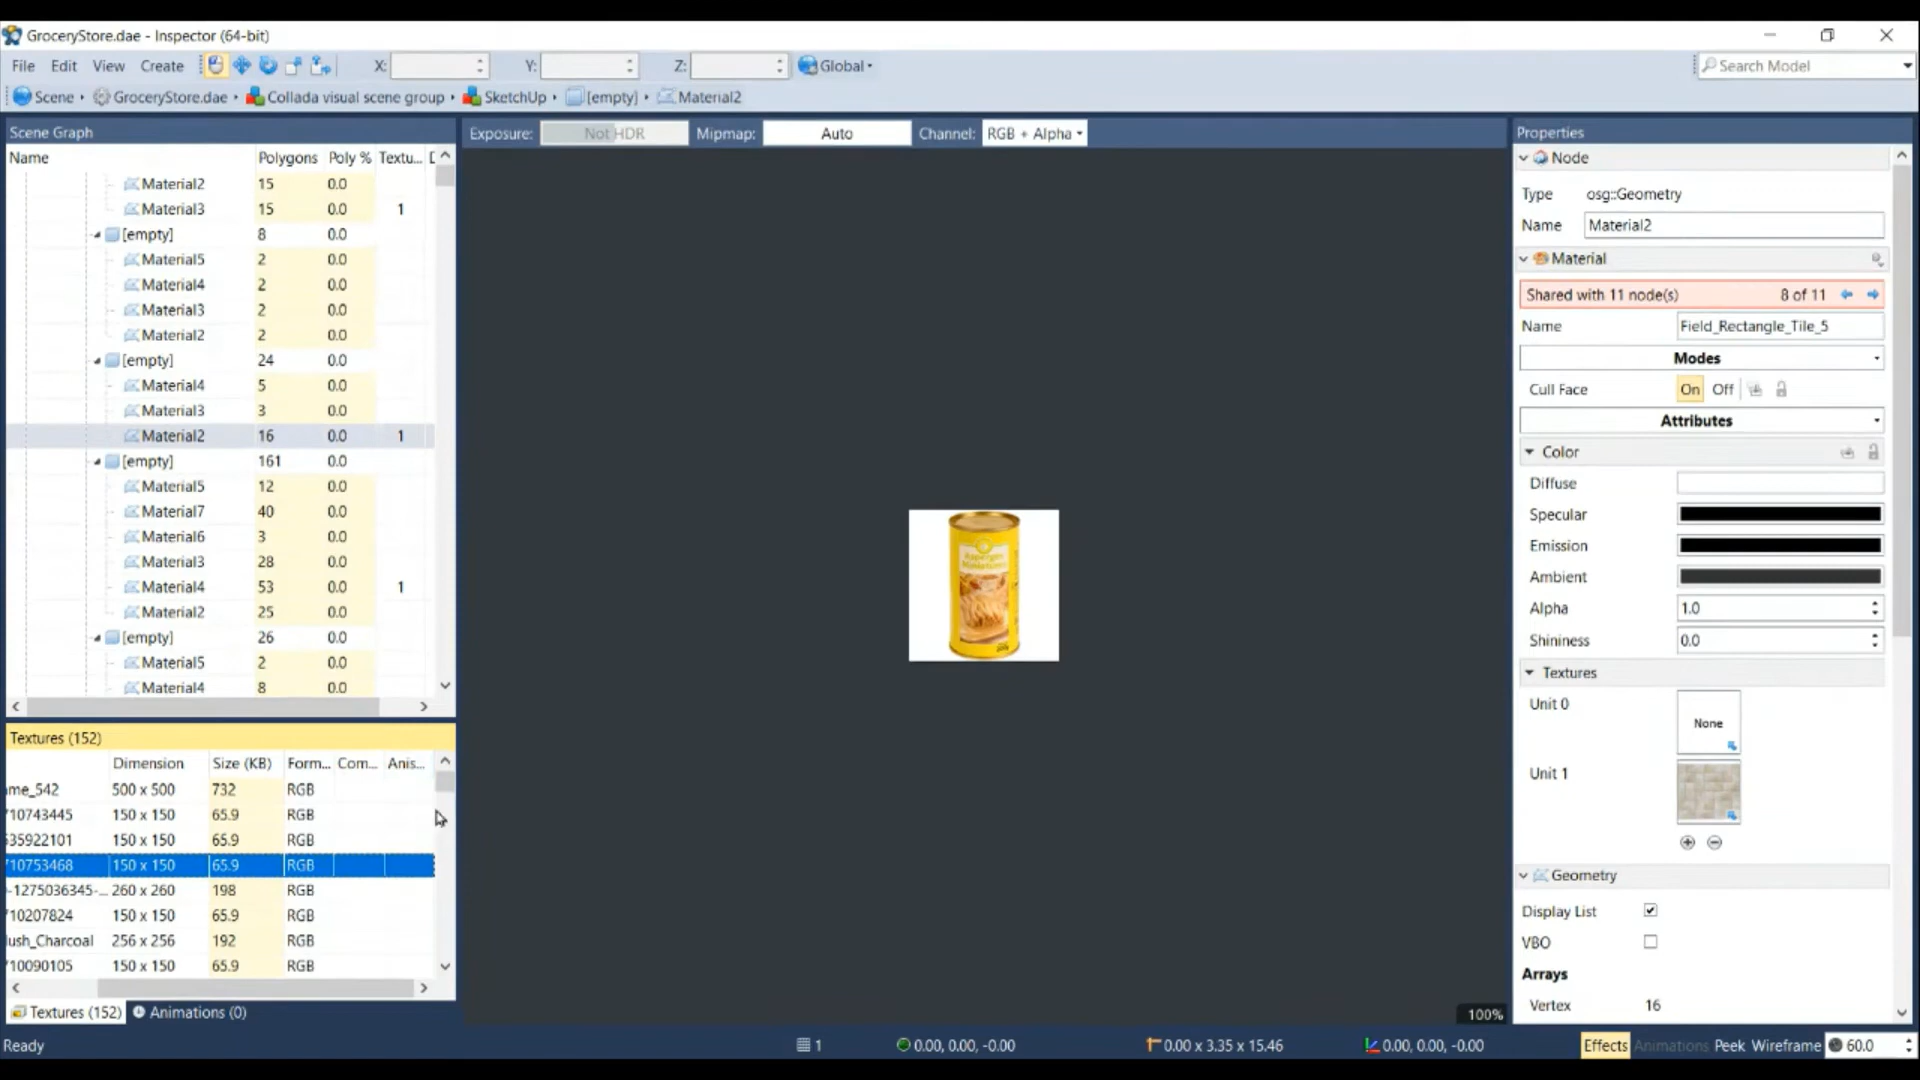 GroceryStore.dae - Inspector (64-bit)
File Edit View Create X: Y: Z: Global Search Model
Scene GroceryStore.dae Collada visual scene group SketchUp [empty] Material2
Scene Graph
Name Polygons Poly % Textu...
Material2 15 0.0
Material3 15 0.0 1
[empty] 8 0.0
Material5 2 0.0
Material4 2 0.0
Material3 2 0.0
Material2 2 0.0
[empty] 24 0.0
Material4 5 0.0
Material3 3 0.0
Material2 16 0.0 1
[empty] 161 0.0
Material5 12 0.0
Material7 40 0.0
Material6 3 0.0
Material3 28 0.0
Material4 53 0.0 1
Material2 25 0.0
[empty] 26 0.0
Material5 2 0.0
Material4 8 0.0
Textures (152)
Dimension Size (KB) Form... Com... Anis...
me_542 500 x 500 732 RGB
710743445 150 x 150 65.9 RGB
535922101 150 x 150 65.9 RGB
710753468 150 x 150 65.9 RGB
-1275036345-... 260 x 260 198 RGB
710207824 150 x 150 65.9 RGB
lush_Charcoal 256 x 256 192 RGB
710090105 150 x 150 65.9 RGB
Textures (152) Animations (0)
Exposure: Not HDR Mipmap: Auto Channel: RGB + Alpha
100%
Properties
Node
Type osg::Geometry
Name Material2
Material
Shared with 11 node(s) 8 of 11
Name Field_Rectangle_Tile_5
Modes
Cull Face On Off
Attributes
Color
Diffuse
Specular
Emission
Ambient
Alpha 1.0
Shininess 0.0
Textures
Unit 0 None
Unit 1
Geometry
Display List
VBO
Arrays
Vertex 16
Ready 1 0.00, 0.00, -0.00 0.00 x 3.35 x 15.46 0.00, 0.00, -0.00 Effects Animations Peek Wireframe 60.0